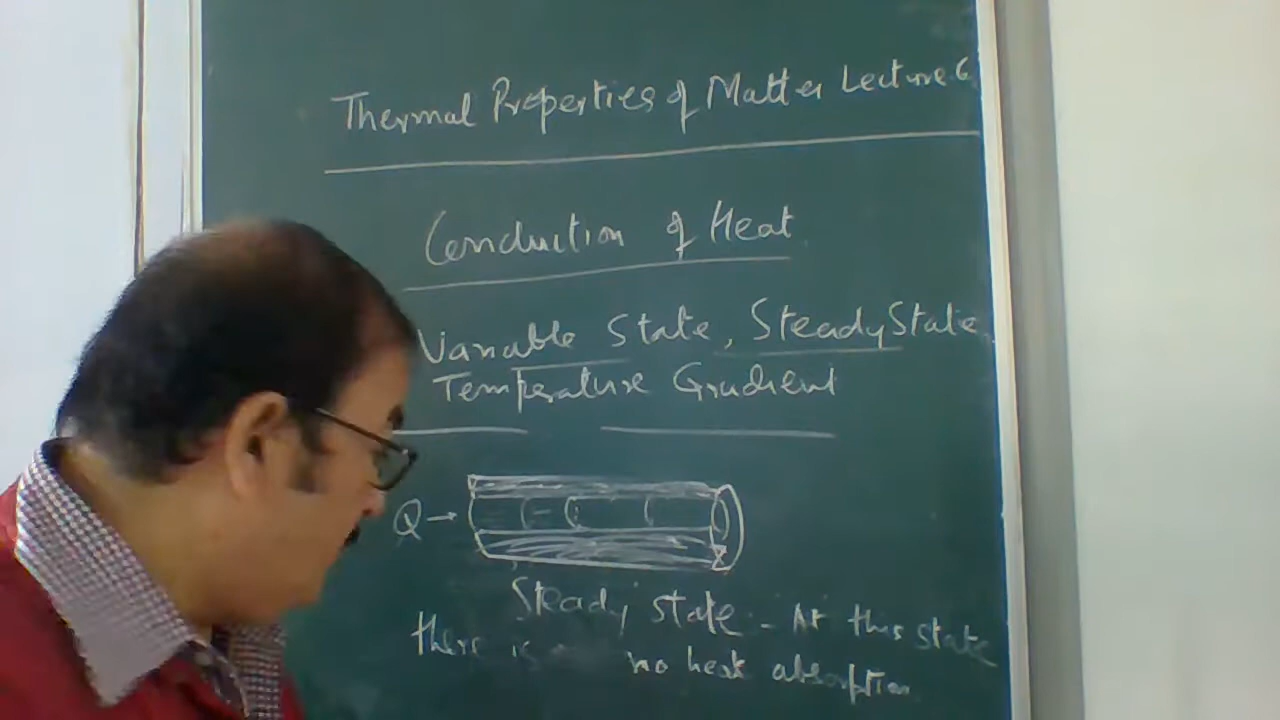 Thermal Properties of Matter Lecture 6
Conduction of Heat
Variable State, Steady State
Temperature Gradient
Q →
Steady state - At this state
there is no heat absorption